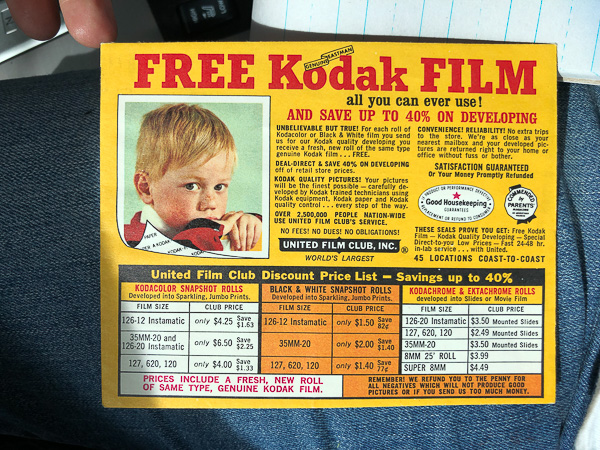 GENUINE EASTMAN
FREE Kodak FILM
all you can ever use!
AND SAVE UP TO 40% ON DEVELOPING
UNBELIEVABLE BUT TRUE! For each roll of
Kodacolor or Black & White film you send
us for our Kodak quality developing you
receive a fresh, new roll of the same type
genuine Kodak film . . . FREE.
DEAL-DIRECT & SAVE 40% ON DEVELOPING
off of retail store prices.
KODAK QUALITY PICTURES! Your pictures
will be the finest possible — carefully de-
veloped by Kodak trained technicians using
Kodak equipment, Kodak paper and Kodak
quality control . . . every step of the way.
OVER 2,500,000 PEOPLE NATION-WIDE
USE UNITED FILM CLUB'S SERVICE.
NO FEES! NO DUES! NO OBLIGATIONS!
UNITED FILM CLUB, INC.
WORLD'S LARGEST
CONVENIENCE! RELIABILITY! No extra trips
to the store. We're as close as your
nearest mailbox and your developed pic-
tures are returned right to your home or
office without fuss or bother.
SATISFACTION GUARANTEED
Or Your Money Promptly Refunded
Good Housekeeping
GUARANTEES
COMMENDED
by PARENTS'
THESE SEALS PROVE YOU GET: Free Kodak
Film — Kodak Quality Developing — Special
Direct-to-you Low Prices — Fast 24-48 hr.
in-lab service . . . with United.
45 LOCATIONS COAST-TO-COAST
United Film Club Discount Price List — Savings up to 40%
KODACOLOR SNAPSHOT ROLLS
Developed into Sparkling, Jumbo Prints.
FILM SIZE CLUB PRICE
126-12 Instamatic only $4.25 Save $1.63
35MM-20 and 126-20 Instamatic only $6.50 Save $2.25
127, 620, 120 only $4.00 Save $1.33
PRICES INCLUDE A FRESH, NEW ROLL
OF SAME TYPE, GENUINE KODAK FILM.
BLACK & WHITE SNAPSHOT ROLLS
Developed into Sparkling, Jumbo Prints.
FILM SIZE CLUB PRICE
126-12 Instamatic only $1.50 Save 82¢
35MM-20 only $2.00 Save $1.40
127, 620, 120 only $1.40 Save 77¢
KODACHROME & EKTACHROME ROLLS
developed into Slides or Movie Film
FILM SIZE CLUB PRICE
126-20 Instamatic $3.50 Mounted Slides
127, 620, 120 $2.49 Mounted Slides
35MM-20 $3.50 Mounted Slides
8MM 25' ROLL $3.99
SUPER 8MM $4.49
REMEMBER! WE REFUND YOU TO THE PENNY FOR
ALL NEGATIVES WHICH WILL NOT PRODUCE GOOD
PICTURES OR IF YOU SEND US TOO MUCH MONEY.